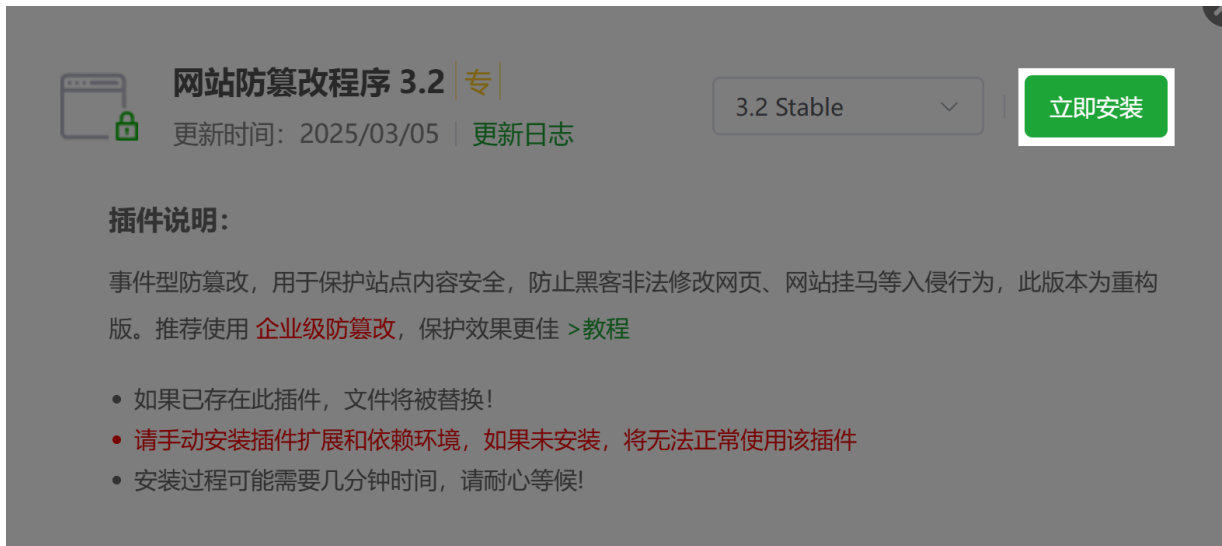 网站防篡改程序 3.2 专
3.2 Stable
立即安装
更新时间：2025/03/05 更新日志
插件说明：
事件型防篡改，用于保护站点内容安全，防止黑客非法修改网页、网站挂马等入侵行为，此版本为重构
版。推荐使用 企业级防篡改，保护效果更佳 >教程
• 如果已存在此插件，文件将被替换！
• 请手动安装插件扩展和依赖环境，如果未安装，将无法正常使用该插件
• 安装过程可能需要几分钟时间，请耐心等候!